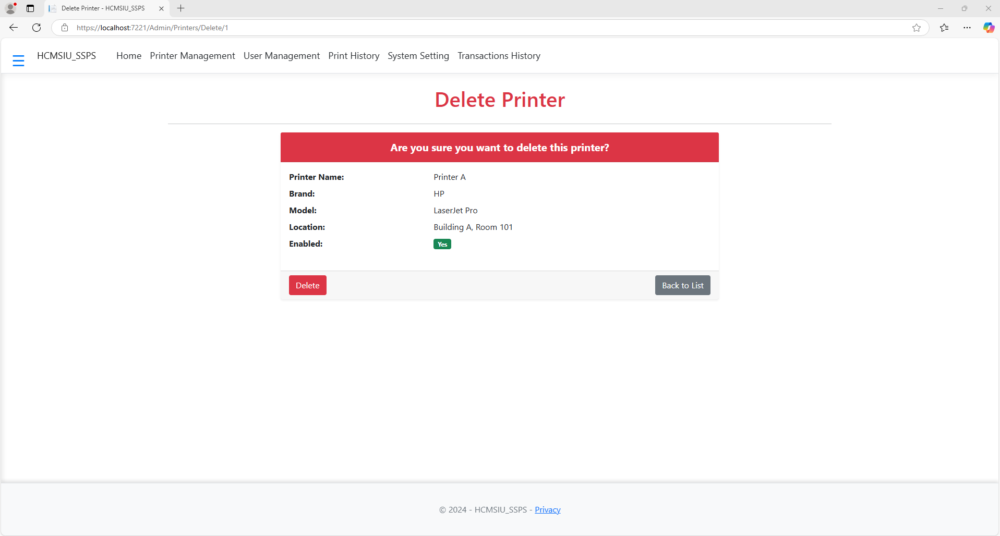 Delete Printer - HCMSIU_SSPS
https://localhost:7221/Admin/Printers/Delete/1
HCMSIU_SSPS Home Printer Management User Management Print History System Setting Transactions History
Delete Printer
Are you sure you want to delete this printer?
Printer Name: Printer A
Brand: HP
Model: LaserJet Pro
Location: Building A, Room 101
Enabled: Yes
Delete Back to List
© 2024 - HCMSIU_SSPS - Privacy